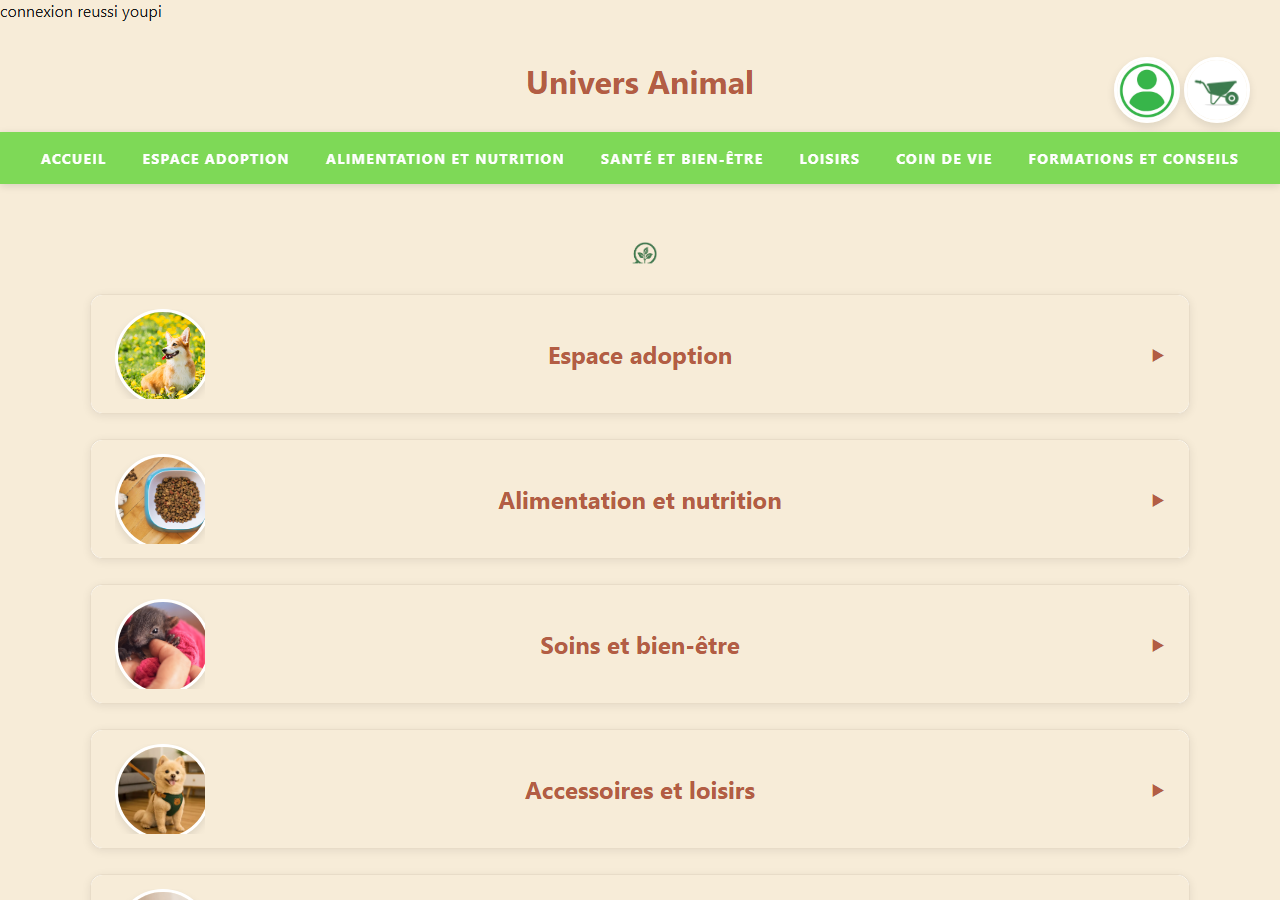 connexion reussi youpi
Univers Animal
ACCUEIL ESPACE ADOPTION ALIMENTATION ET NUTRITION SANTÉ ET BIEN-ÊTRE LOISIRS COIN DE VIE FORMATIONS ET CONSEILS
Espace adoption
Alimentation et nutrition
Soins et bien-être
Accessoires et loisirs